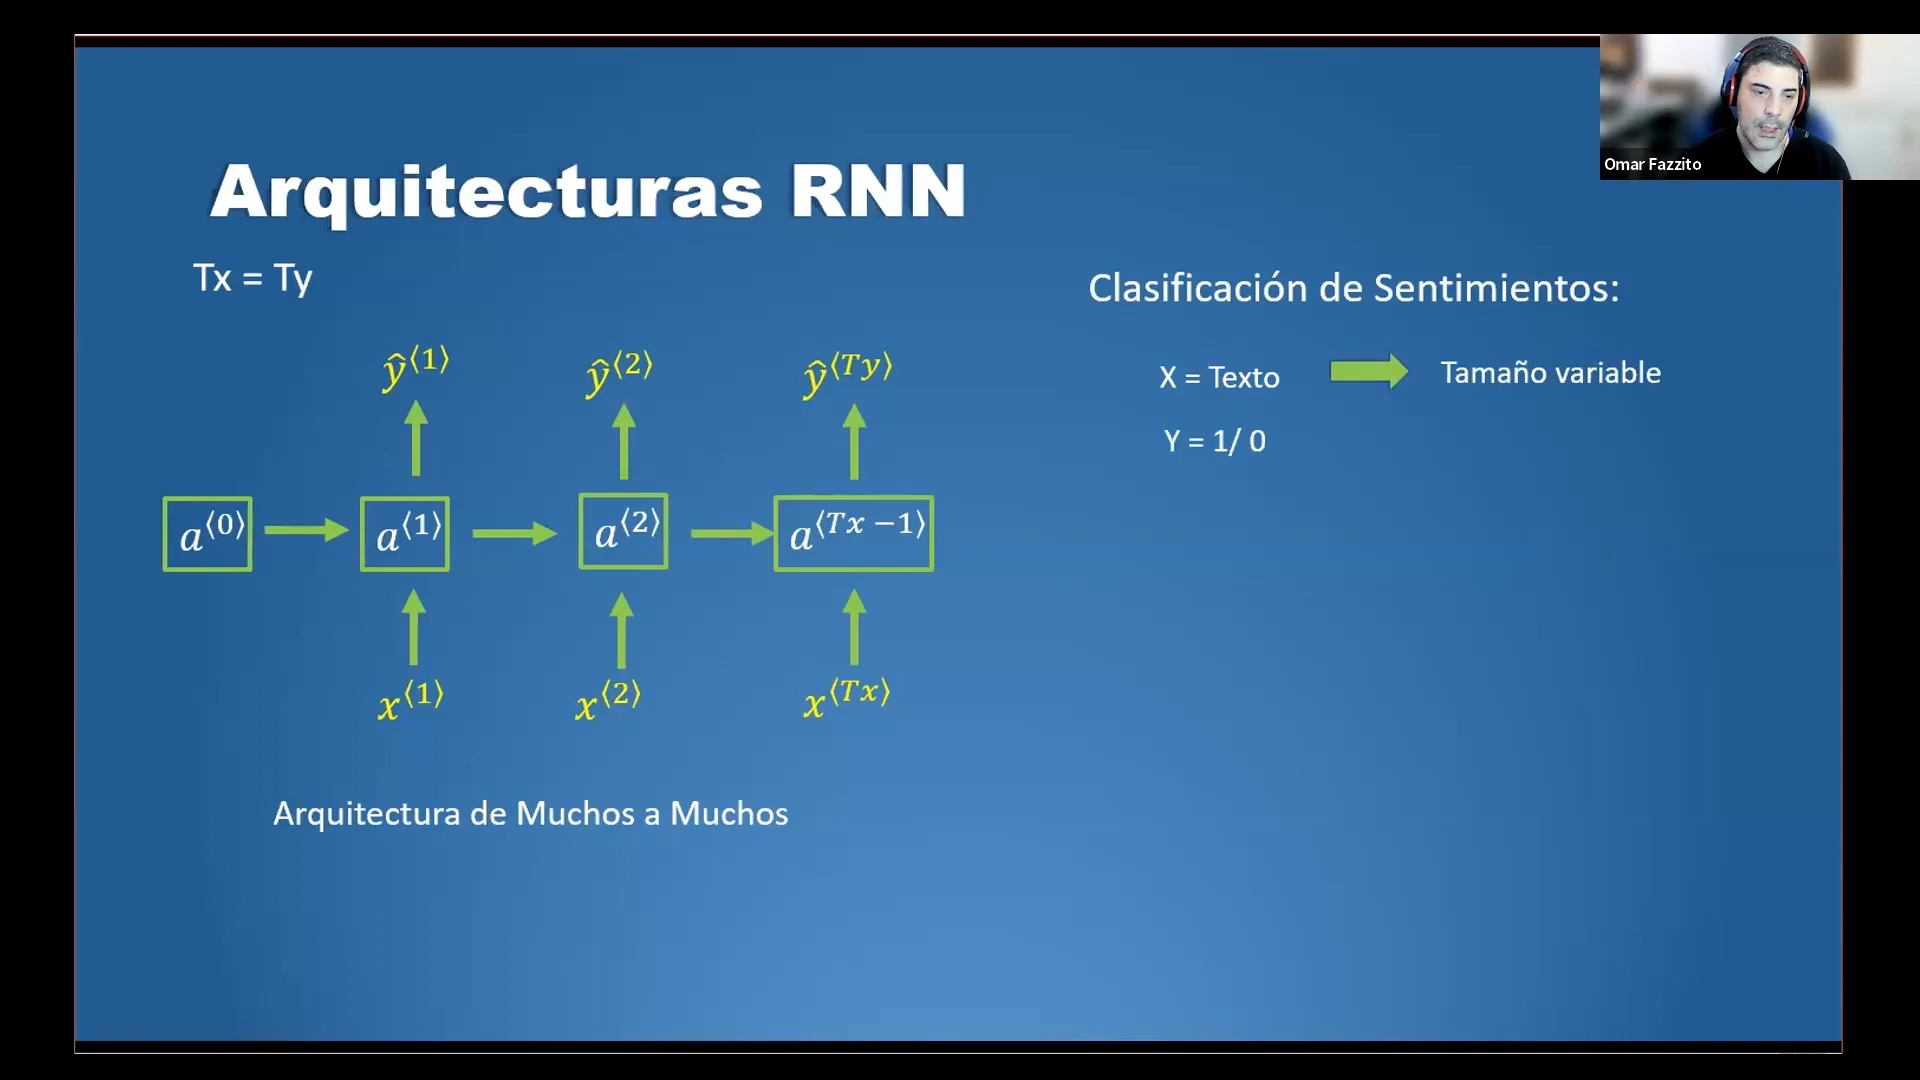 Omar Fazzito
Arquitecturas RNN
Tx = Ty
ŷ⟨1⟩ ŷ⟨2⟩ ŷ⟨Ty⟩
a⟨0⟩ a⟨1⟩ a⟨2⟩ a⟨Tx −1⟩
x⟨1⟩ x⟨2⟩ x⟨Tx⟩
Arquitectura de Muchos a Muchos
Clasificación de Sentimientos:
X = Texto Tamaño variable
Y = 1/ 0